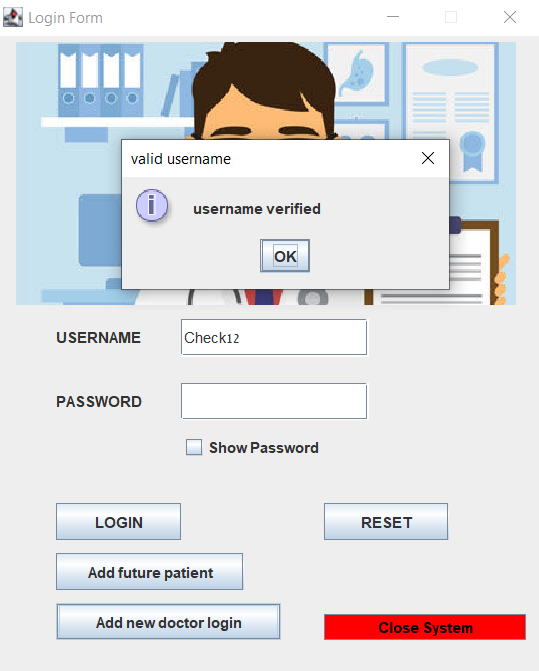 Login Form
valid username
i
username verified
OK
USERNAME
Check12
PASSWORD
Show Password
LOGIN
RESET
Add future patient
Add new doctor login
Close System